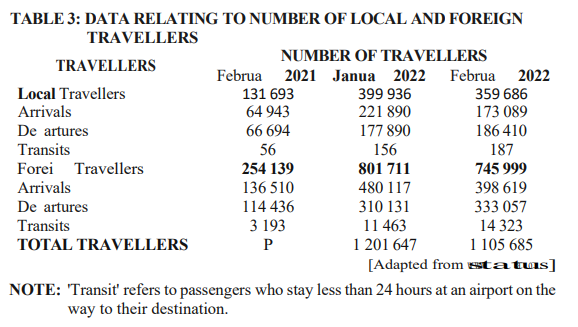 TABLE 3: DATA RELATING TO NUMBER OF LOCAL AND FOREIGN
TRAVELLERS
TRAVELLERS NUMBER OF TRAVELLERS
Februa 2021 Janua 2022 Februa 2022
Local Travellers 131 693 399 936 359 686
Arrivals 64 943 221 890 173 089
De artures 66 694 177 890 186 410
Transits 56 156 187
Forei Travellers 254 139 801 711 745 999
Arrivals 136 510 480 117 398 619
De artures 114 436 310 131 333 057
Transits 3 193 11 463 14 323
TOTAL TRAVELLERS P 1 201 647 1 105 685
[Adapted from
NOTE: 'Transit' refers to passengers who stay less than 24 hours at an airport on the
way to their destination.